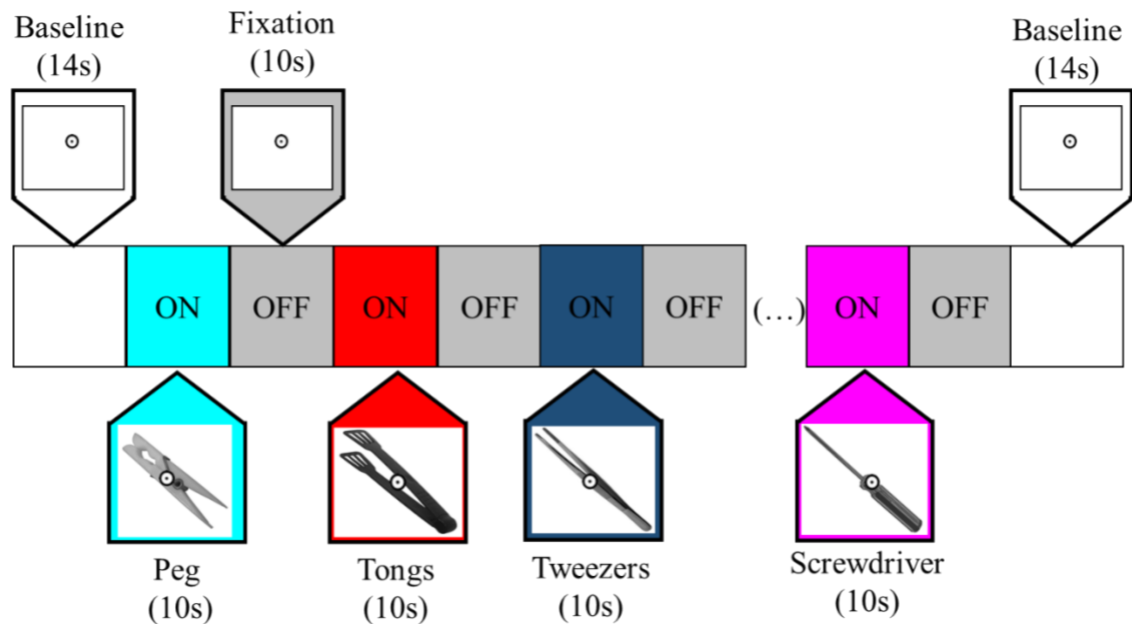 Baseline
(14s)
Fixation
(10s)
Baseline
(14s)
ON
OFF
ON
OFF
ON
OFF
(...)
ON
OFF
Peg
(10s)
Tongs
(10s)
Tweezers
(10s)
Screwdriver
(10s)